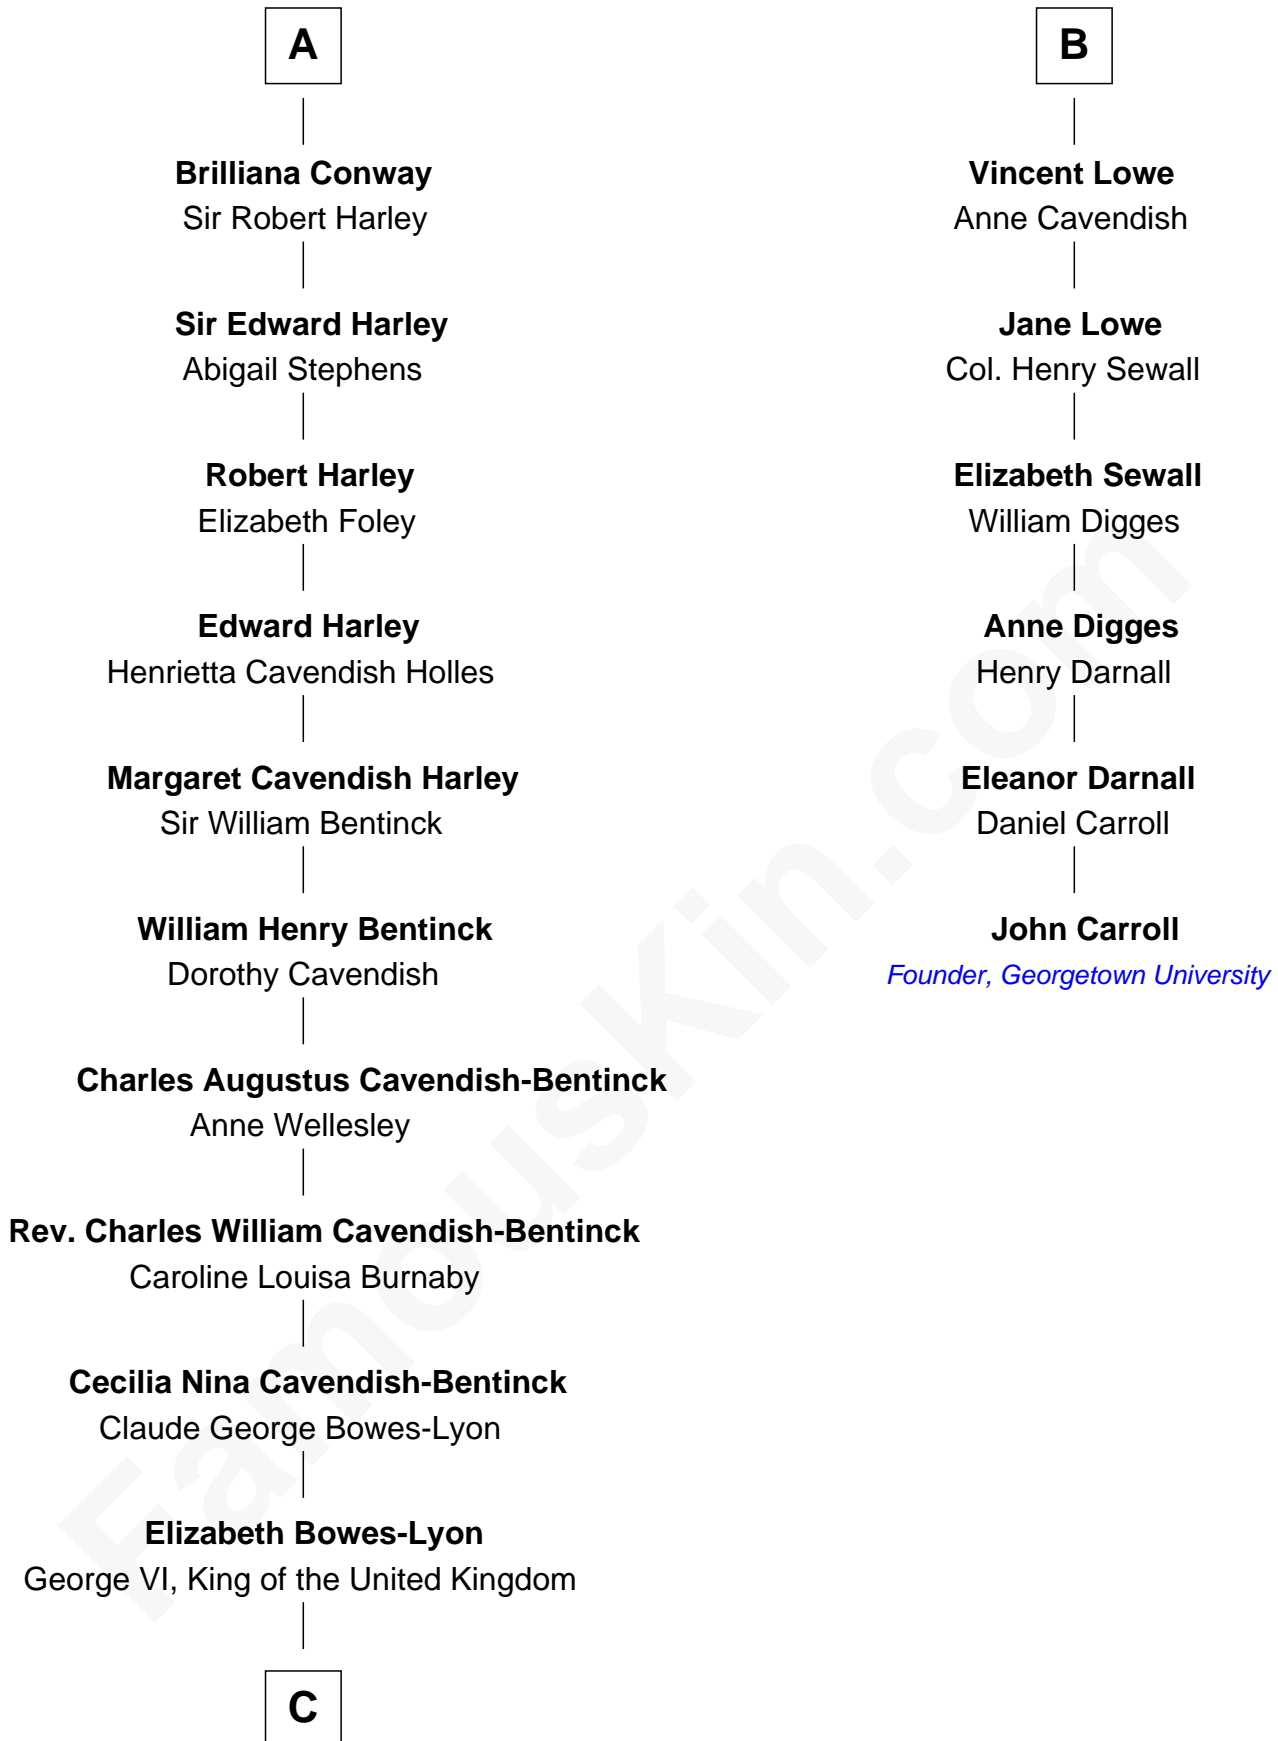 A
Brilliana Conway
Sir Robert Harley
Sir Edward Harley
Abigail Stephens
Robert Harley
Elizabeth Foley
Edward Harley
Henrietta Cavendish Holles
Margaret Cavendish Harley
Sir William Bentinck
William Henry Bentinck
Dorothy Cavendish
Charles Augustus Cavendish-Bentinck
Anne Wellesley
Rev. Charles William Cavendish-Bentinck
Caroline Louisa Burnaby
Cecilia Nina Cavendish-Bentinck
Claude George Bowes-Lyon
Elizabeth Bowes-Lyon
George VI, King of the United Kingdom
C
B
Vincent Lowe
Anne Cavendish
Jane Lowe
Col. Henry Sewall
Elizabeth Sewall
William Digges
Anne Digges
Henry Darnall
Eleanor Darnall
Daniel Carroll
John Carroll
Founder, Georgetown University
FamousKin.com